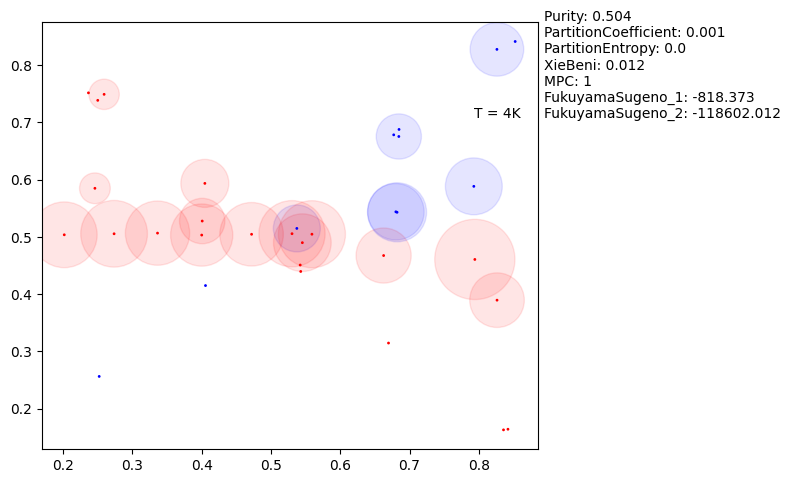 Purity: 0.504
PartitionCoefficient: 0.001
PartitionEntropy: 0.0
XieBeni: 0.012
MPC: 1
FukuyamaSugeno_1: -818.373
FukuyamaSugeno_2: -118602.012
T = 4K
0.8
0.7
0.6
0.5
0.4
0.3
0.2
0.2 0.3 0.4 0.5 0.6 0.7 0.8